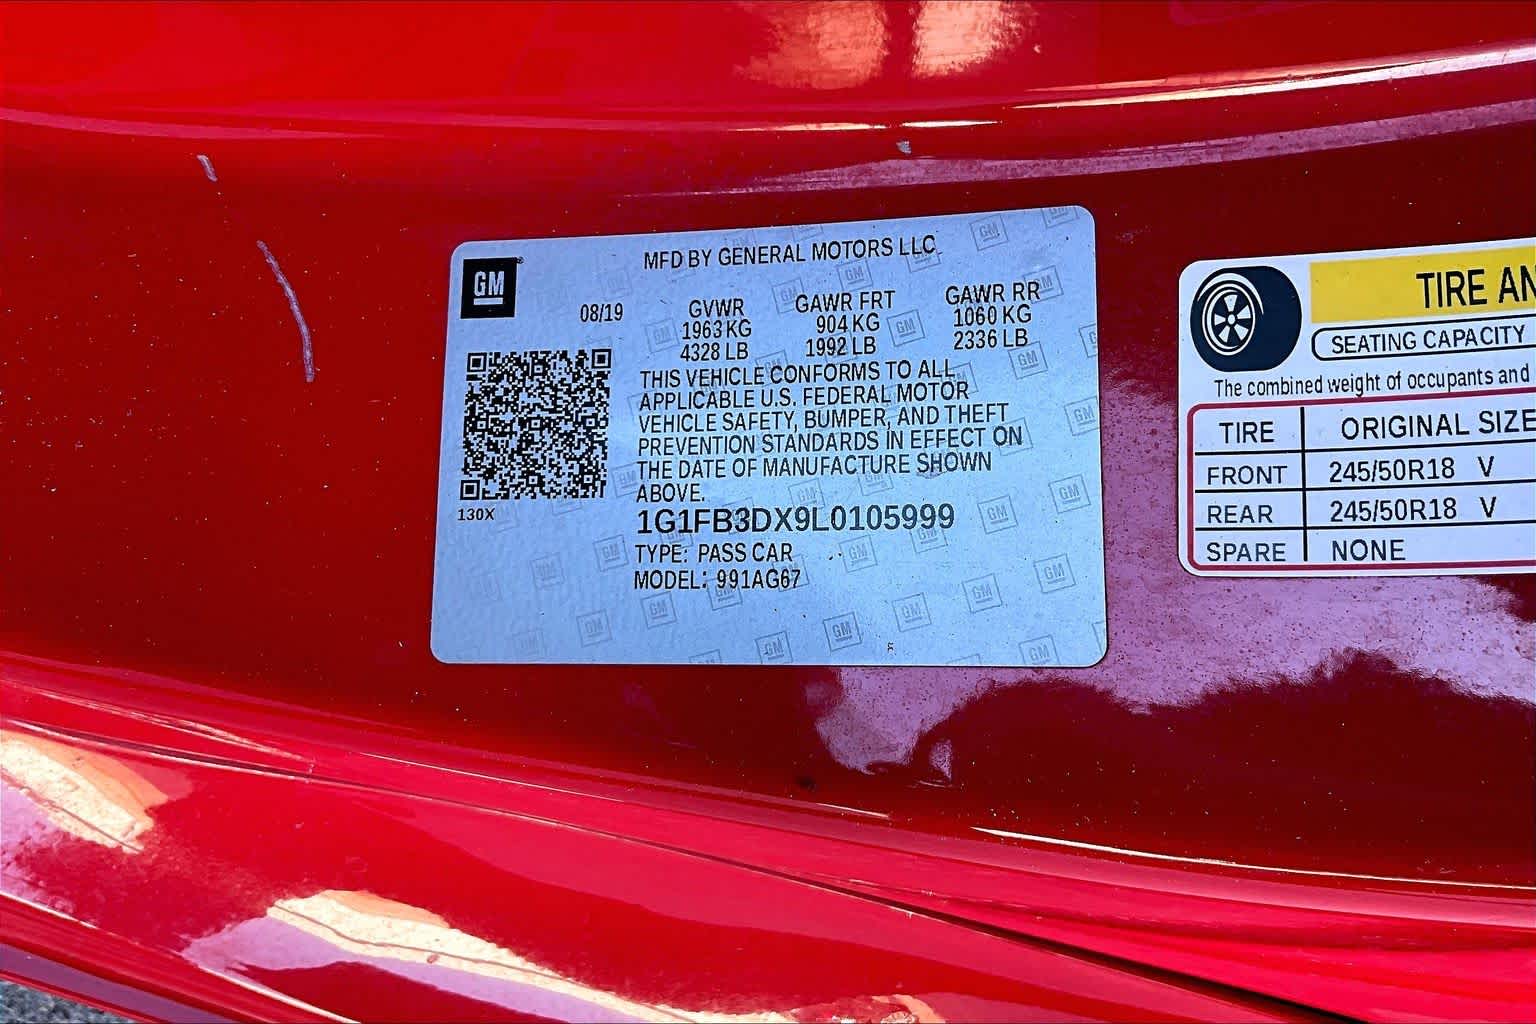 GM
MFD BY GENERAL MOTORS LLC
08/19 GVWR GAWR FRT GAWR RR
1963 KG 904 KG 1060 KG
4328 LB 1992 LB 2336 LB
THIS VEHICLE CONFORMS TO ALL
APPLICABLE U.S. FEDERAL MOTOR
VEHICLE SAFETY, BUMPER, AND THEFT
PREVENTION STANDARDS IN EFFECT ON
THE DATE OF MANUFACTURE SHOWN
ABOVE.
130X
1G1FB3DX9L0105999
TYPE: PASS CAR
MODEL: 991AG67
TIRE AN
SEATING CAPACITY
The combined weight of occupants and
TIRE ORIGINAL SIZE
FRONT 245/50R18 V
REAR 245/50R18 V
SPARE NONE